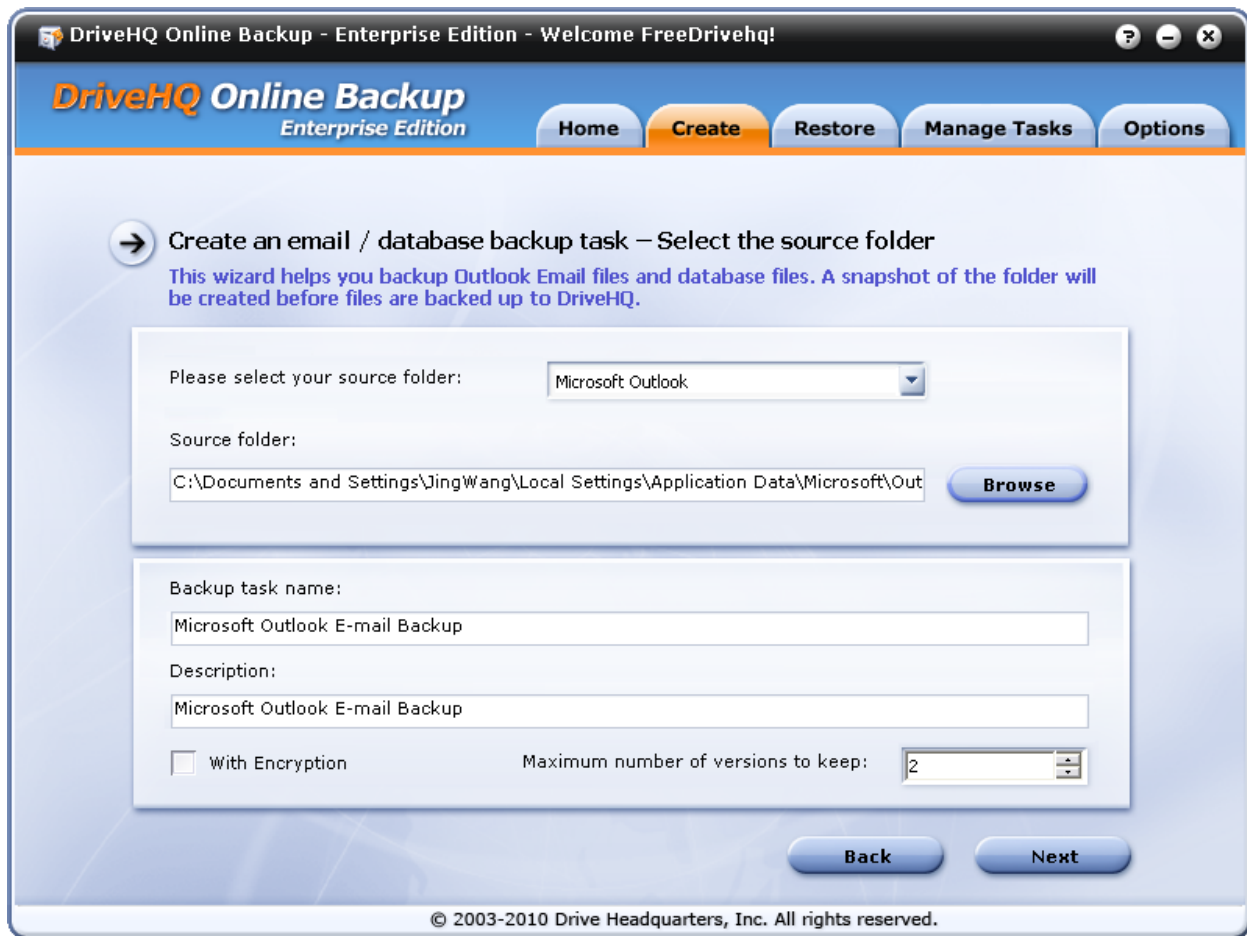 DriveHQ Online Backup - Enterprise Edition - Welcome FreeDrivehq!
DriveHQ Online Backup
Enterprise Edition
Home
Create
Restore
Manage Tasks
Options
Create an email / database backup task – Select the source folder
This wizard helps you backup Outlook Email files and database files. A snapshot of the folder will
be created before files are backed up to DriveHQ.
Please select your source folder:
Microsoft Outlook
Source folder:
C:\Documents and Settings\JingWang\Local Settings\Application Data\Microsoft\Out
Browse
Backup task name:
Microsoft Outlook E-mail Backup
Description:
Microsoft Outlook E-mail Backup
With Encryption
Maximum number of versions to keep:
2
Back
Next
© 2003-2010 Drive Headquarters, Inc. All rights reserved.